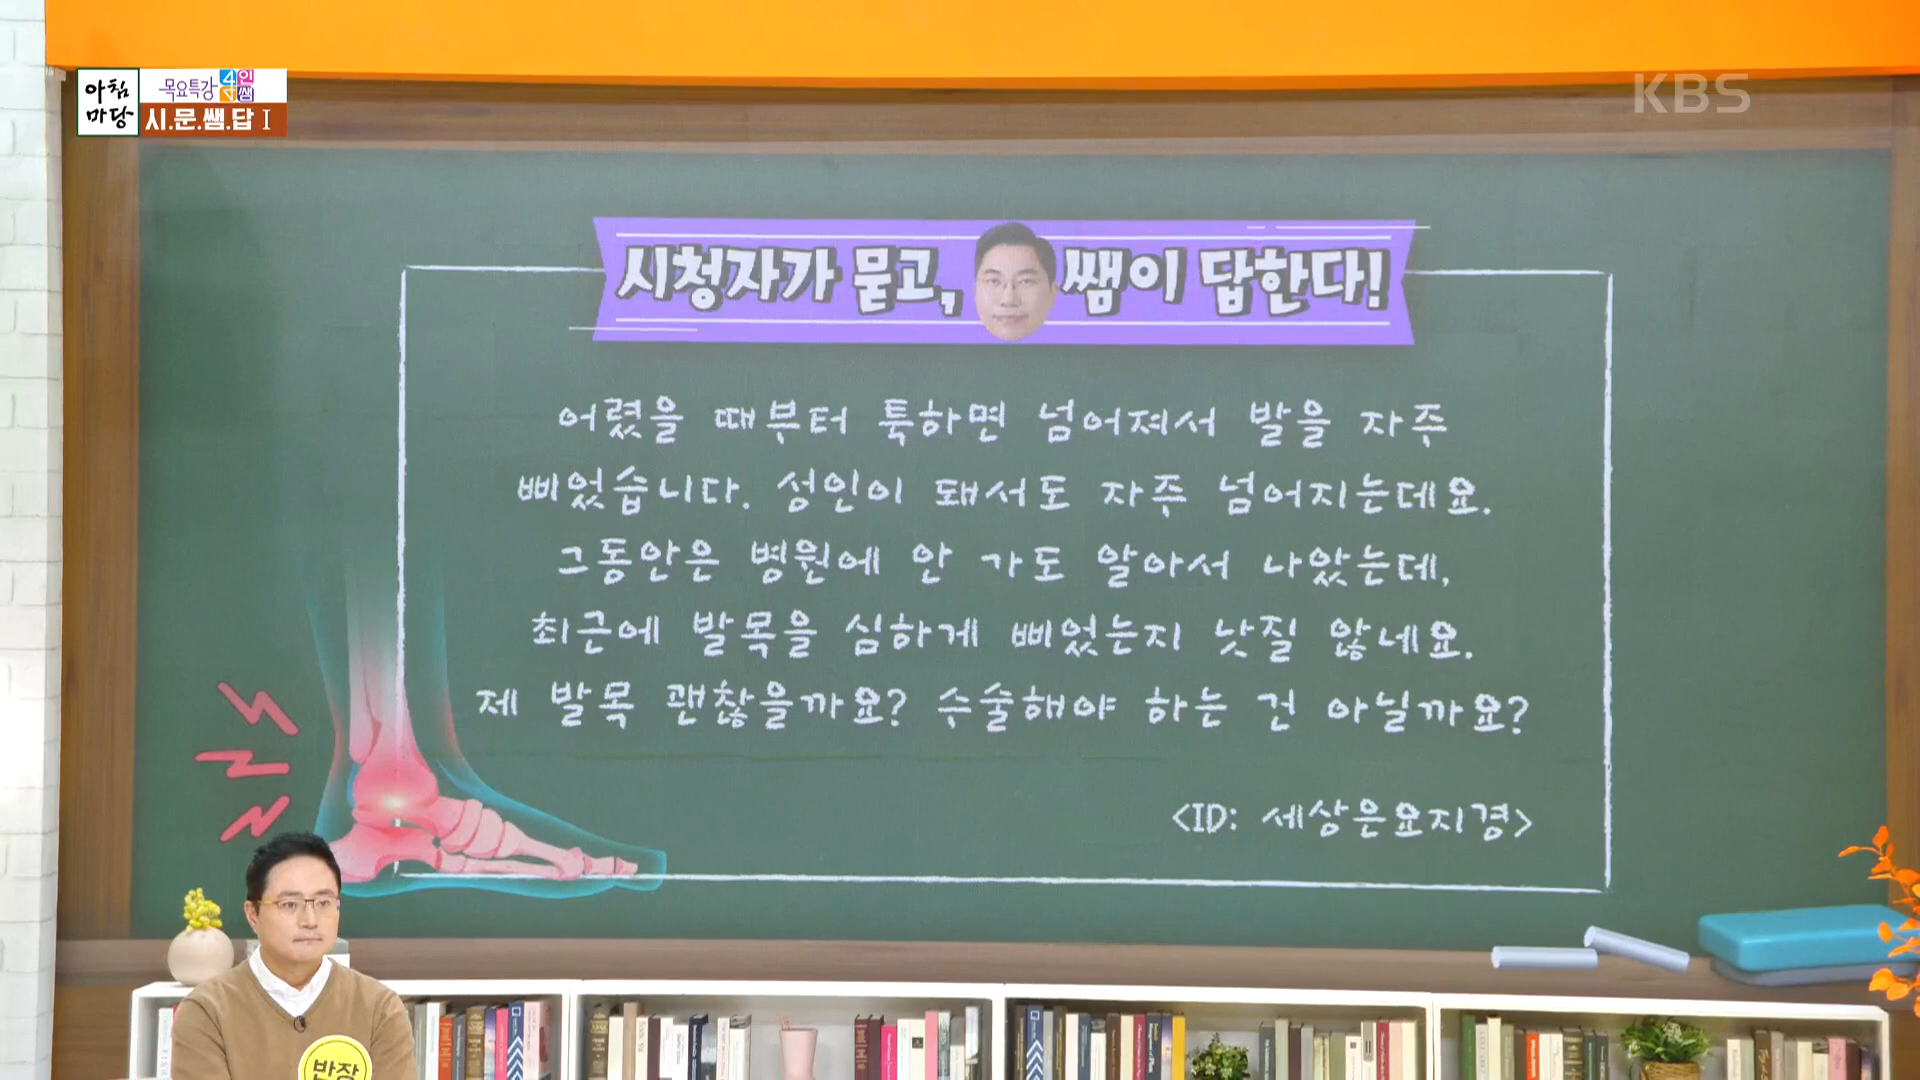 아침
마당
목요특강 4인4쌤
시.문.쌤.답 I
KBS
시청자가 묻고, 쌤이 답한다!
어렸을 때부터 툭하면 넘어져서 발을 자주
삐었습니다. 성인이 돼서도 자주 넘어지는데요.
그동안은 병원에 안 가도 알아서 나았는데,
최근에 발목을 심하게 삐었는지 낫질 않네요.
제 발목 괜찮을까요? 수술해야 하는 건 아닐까요?
<ID: 세상은요지경>
반장